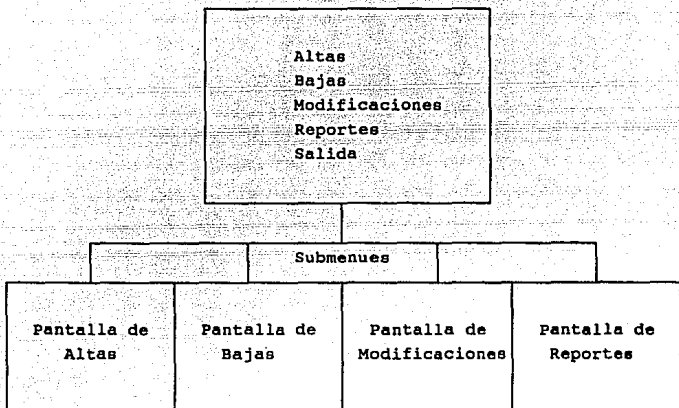 Altas
Bajas
Modificaciones
Reportes
Salida
Submenues
Pantalla de
Altas
Pantalla de
Bajas
Pantalla de
Modificaciones
Pantalla de
Reportes